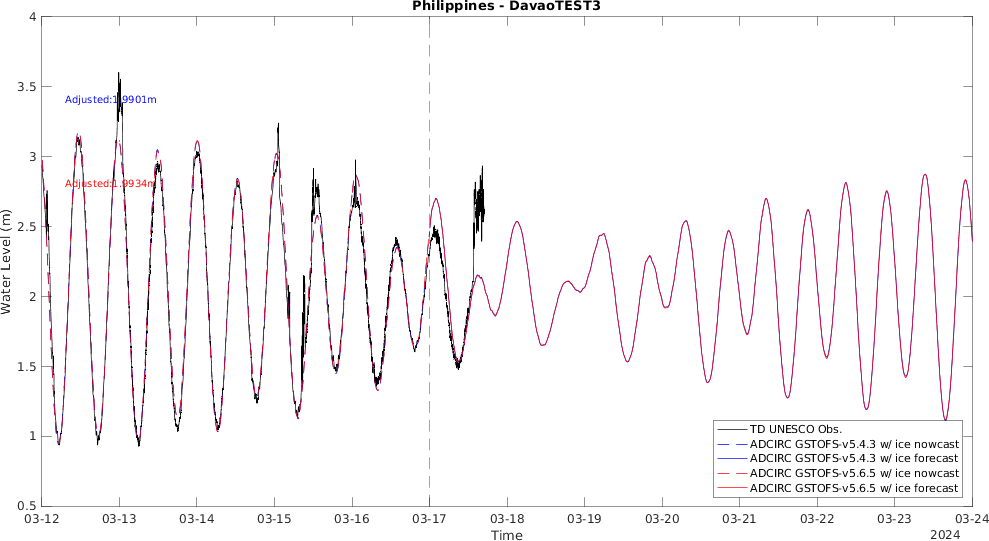 Philippines - DavaoTEST3
4
3.5
3
2.5
2
1.5
1
0.5
Water Level (m)
Adjusted:1.9901m
Adjusted:1.9934m
TD UNESCO Obs.
ADCIRC GSTOFS-v5.4.3 w/ ice nowcast
ADCIRC GSTOFS-v5.4.3 w/ ice forecast
ADCIRC GSTOFS-v5.6.5 w/ ice nowcast
ADCIRC GSTOFS-v5.6.5 w/ ice forecast
03-12 03-13 03-14 03-15 03-16 03-17 03-18 03-19 03-20 03-21 03-22 03-23 03-24
Time
2024